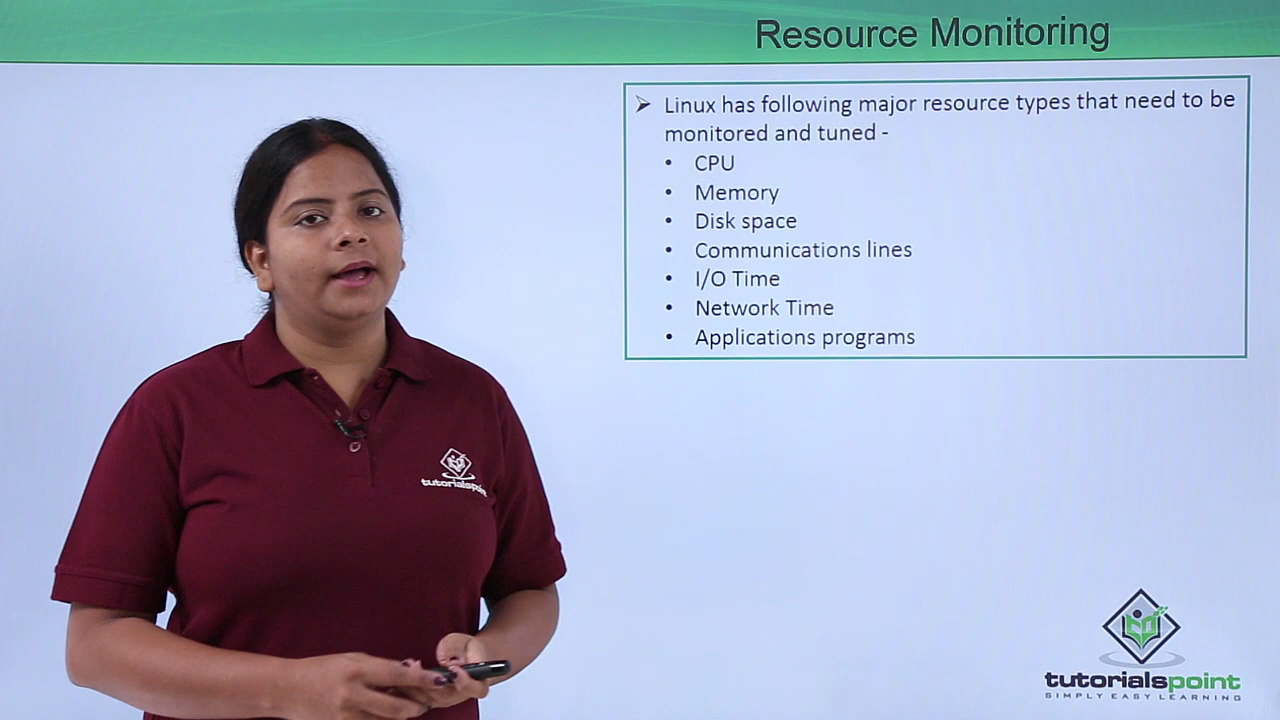 Resource Monitoring
Linux has following major resource types that need to be
monitored and tuned -
• CPU
• Memory
• Disk space
• Communications lines
• I/O Time
• Network Time
• Applications programs
tutorialspoint
tutorialspoint
SIMPLY EASY LEARNING